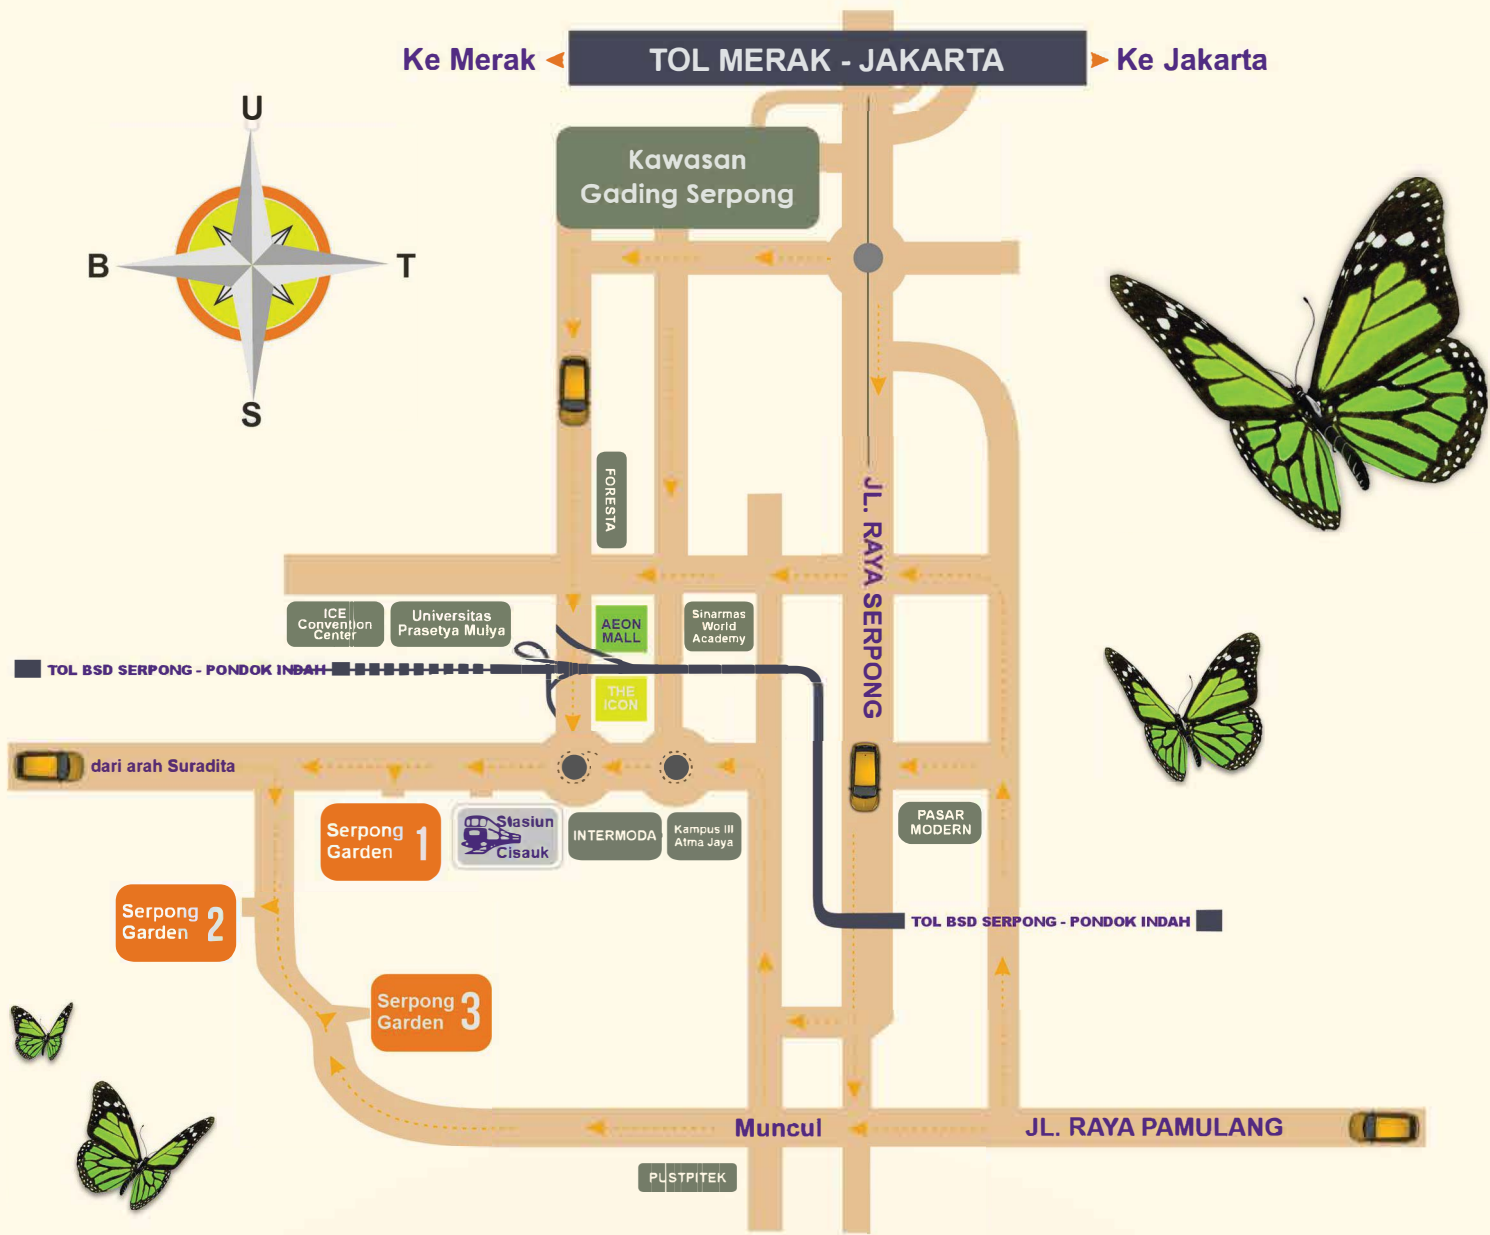 Ke Merak
TOL MERAK - JAKARTA
Ke Jakarta
U
B
T
S
Kawasan
Gading Serpong
FORESTA
JL. RAYA SERPONG
ICE
Convention
Center
Universitas
Prasetya Mulya
AEON
MALL
Sinarmas
World
Academy
TOL BSD SERPONG - PONDOK INDAH
THE
ICON
dari arah Suradita
Serpong
Garden 1
Stasiun
Cisauk
INTERMODA
Kampus III
Atma Jaya
PASAR
MODERN
Serpong
Garden 2
TOL BSD SERPONG - PONDOK INDAH
Serpong
Garden 3
Muncul
JL. RAYA PAMULANG
PUSTPITEK